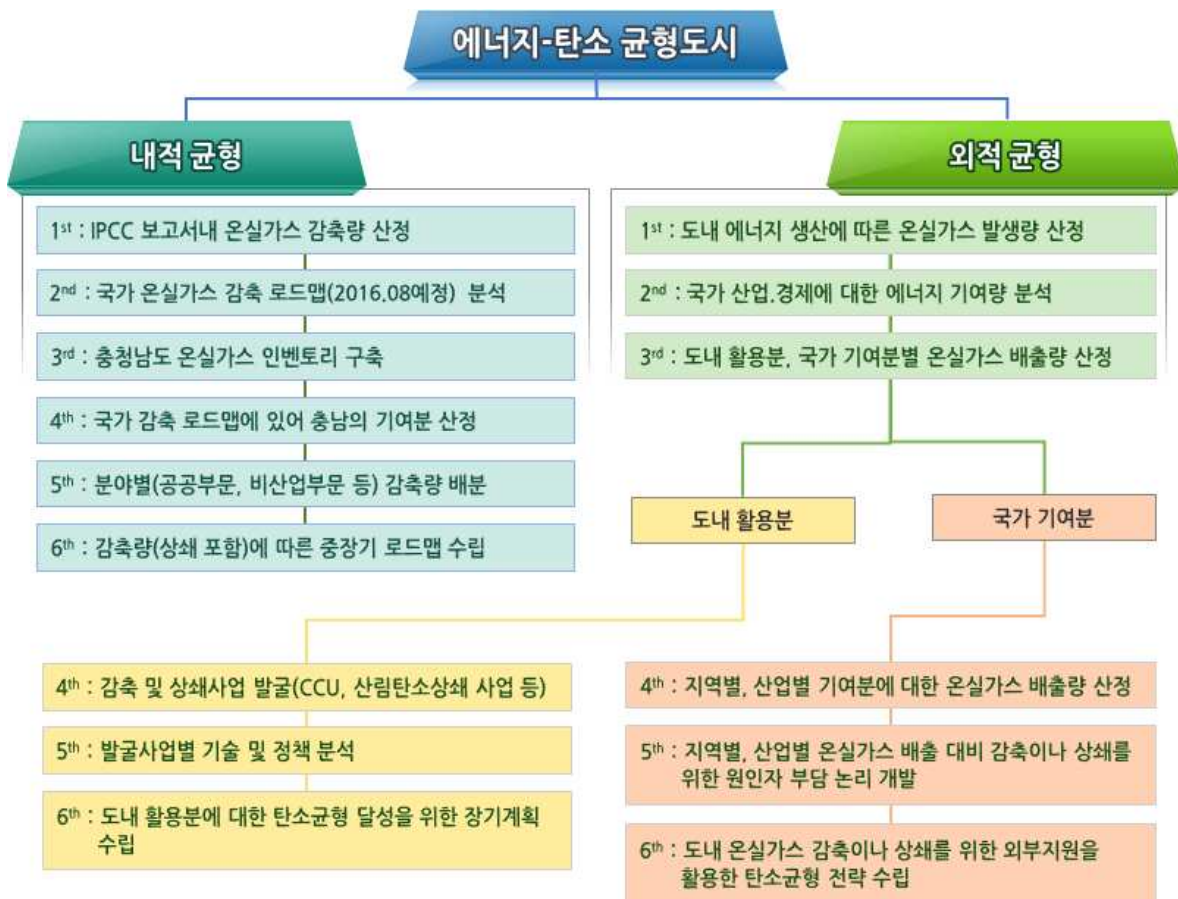 에너지-탄소 균형도시
내적 균형
1st : IPCC 보고서내 온실가스 감축량 산정
2nd : 국가 온실가스 감축 로드맵(2016.08예정) 분석
3rd : 충청남도 온실가스 인벤토리 구축
4th : 국가 감축 로드맵에 있어 충남의 기여분 산정
5th : 분야별(공공부문, 비산업부문 등) 감축량 배분
6th : 감축량(상쇄 포함)에 따른 중장기 로드맵 수립
외적 균형
1st : 도내 에너지 생산에 따른 온실가스 발생량 산정
2nd : 국가 산업.경제에 대한 에너지 기여량 분석
3rd : 도내 활용분, 국가 기여분별 온실가스 배출량 산정
도내 활용분
국가 기여분
4th : 감축 및 상쇄사업 발굴(CCU, 산림탄소상쇄 사업 등)
5th : 발굴사업별 기술 및 정책 분석
6th : 도내 활용분에 대한 탄소균형 달성을 위한 장기계획
수립
4th : 지역별, 산업별 기여분에 대한 온실가스 배출량 산정
5th : 지역별, 산업별 온실가스 배출 대비 감축이나 상쇄를
위한 원인자 부담 논리 개발
6th : 도내 온실가스 감축이나 상쇄를 위한 외부지원을
활용한 탄소균형 전략 수립